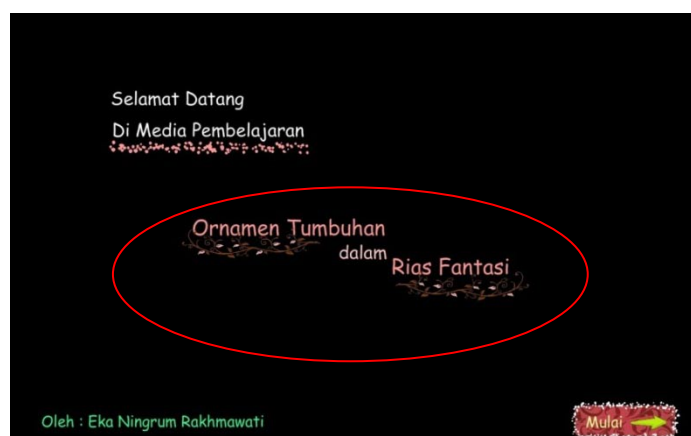 Selamat Datang
Di Media Pembelajaran
Ornamen Tumbuhan
dalam
Rias Fantasi
Oleh : Eka Ningrum Rakhmawati
Mulai